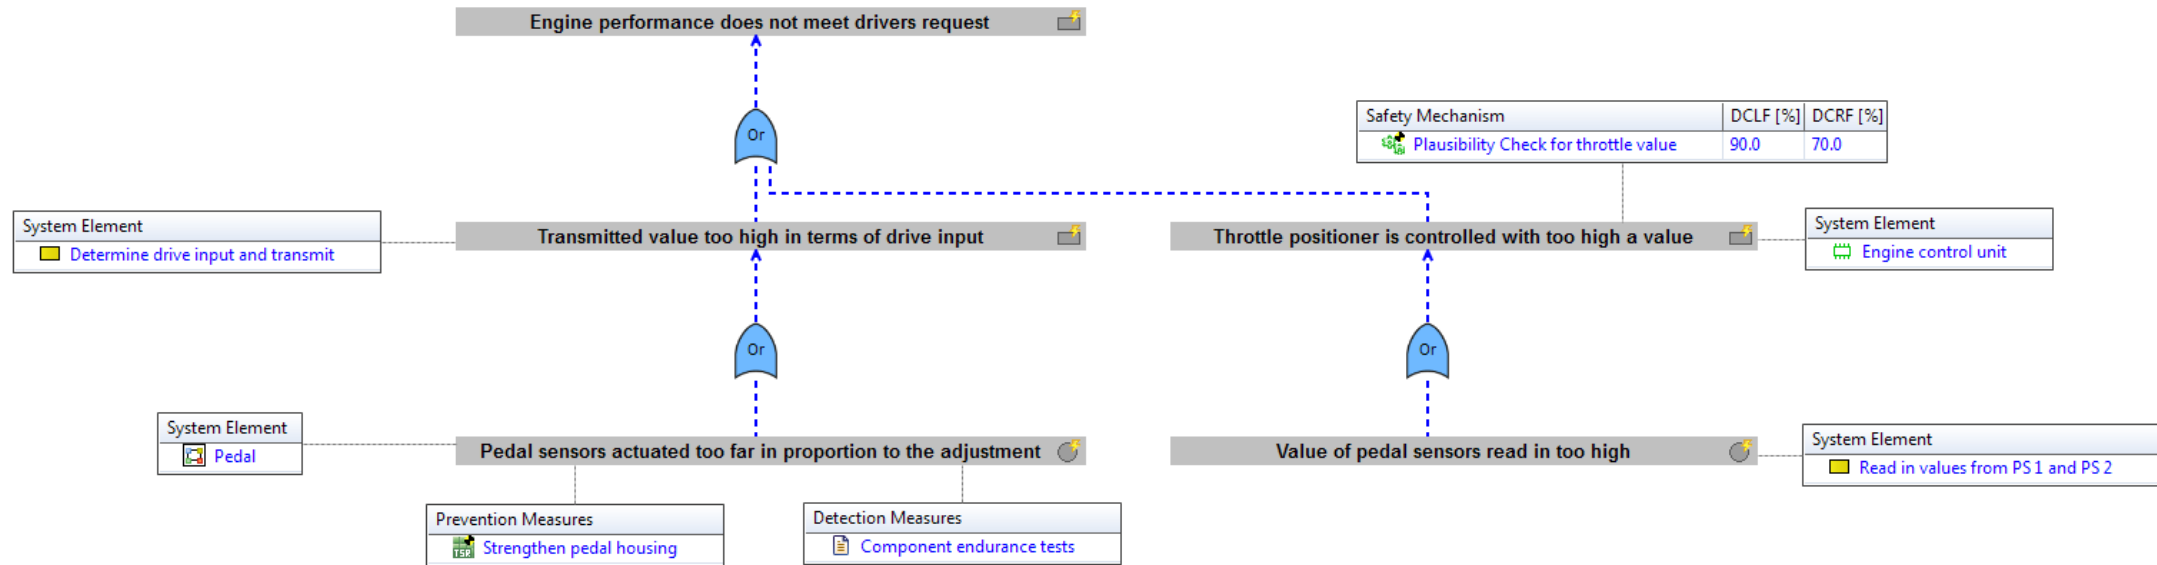 Engine performance does not meet drivers request
Or
Safety Mechanism DCLF [%] DCRF [%]
Plausibility Check for throttle value 90.0 70.0
System Element
Determine drive input and transmit
Transmitted value too high in terms of drive input
Throttle positioner is controlled with too high a value
System Element
Engine control unit
Or
Or
System Element
Pedal
Pedal sensors actuated too far in proportion to the adjustment
Value of pedal sensors read in too high
System Element
Read in values from PS 1 and PS 2
Prevention Measures
TSR Strengthen pedal housing
Detection Measures
Component endurance tests